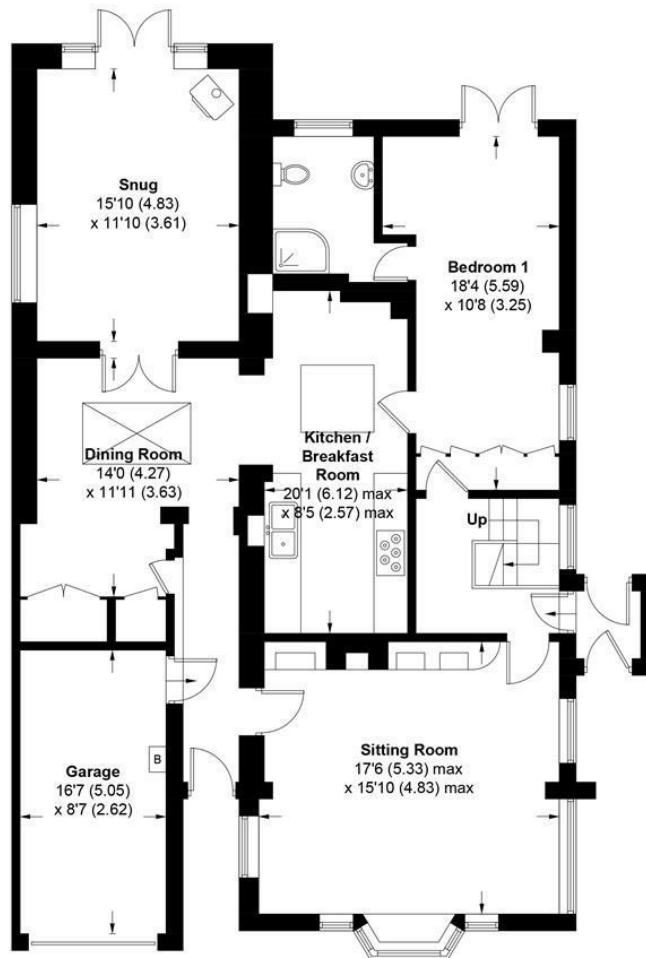 Snug
15'10 (4.83)
x 11'10 (3.61)
Bedroom 1
18'4 (5.59)
x 10'8 (3.25)
Dining Room
14'0 (4.27)
x 11'11 (3.63)
Kitchen /
Breakfast
Room
20'1 (6.12) max
x 8'5 (2.57) max
Up
Sitting Room
17'6 (5.33) max
x 15'10 (4.83) max
Garage
16'7 (5.05)
x 8'7 (2.62)
B